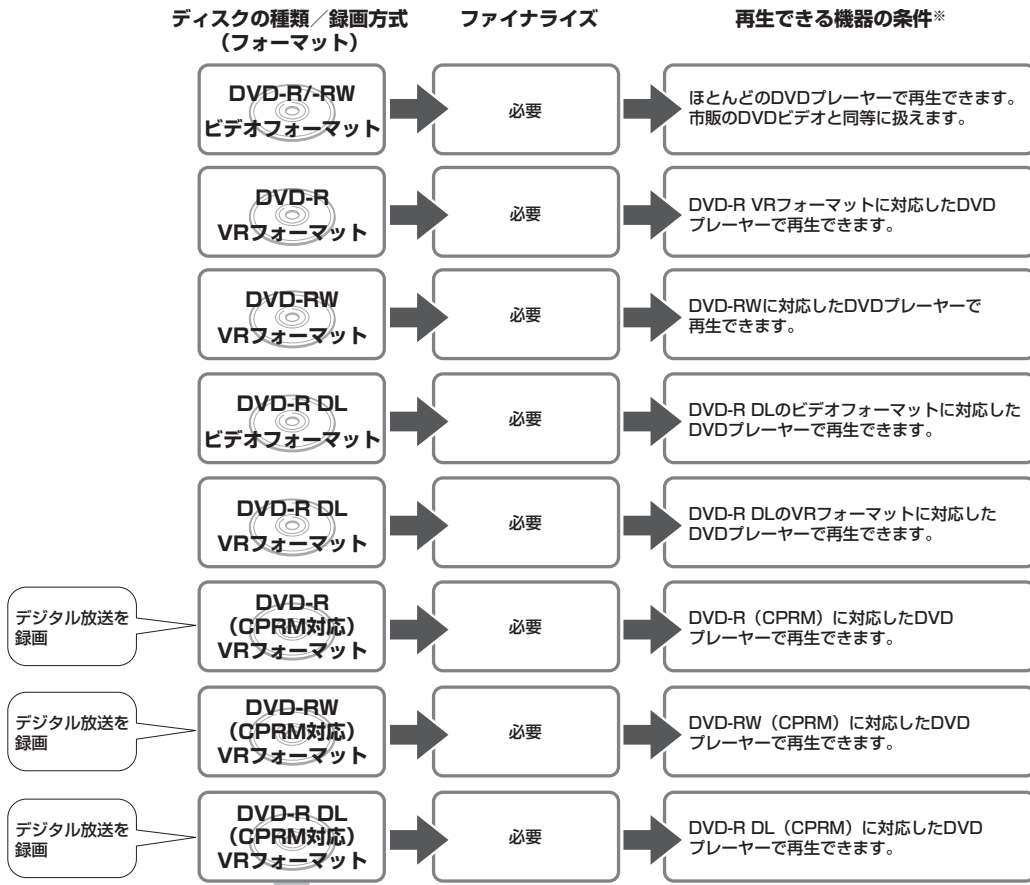 ディスクの種類／録画方式
（フォーマット）
ファイナライズ
再生できる機器の条件※
DVD-R/-RW
ビデオフォーマット
必要
ほとんどのDVDプレーヤーで再生できます。
市販のDVDビデオと同等に扱えます。
DVD-R
VRフォーマット
必要
DVD-R VRフォーマットに対応したDVD
プレーヤーで再生できます。
DVD-RW
VRフォーマット
必要
DVD-RWに対応したDVDプレーヤーで
再生できます。
DVD-R DL
ビデオフォーマット
必要
DVD-R DLのビデオフォーマットに対応した
DVDプレーヤーで再生できます。
DVD-R DL
VRフォーマット
必要
DVD-R DLのVRフォーマットに対応した
DVDプレーヤーで再生できます。
デジタル放送を
録画
DVD-R
（CPRM対応）
VRフォーマット
必要
DVD-R（CPRM）に対応したDVD
プレーヤーで再生できます。
デジタル放送を
録画
DVD-RW
（CPRM対応）
VRフォーマット
必要
DVD-RW（CPRM）に対応したDVD
プレーヤーで再生できます。
デジタル放送を
録画
DVD-R DL
（CPRM対応）
VRフォーマット
必要
DVD-R DL（CPRM）に対応したDVD
プレーヤーで再生できます。